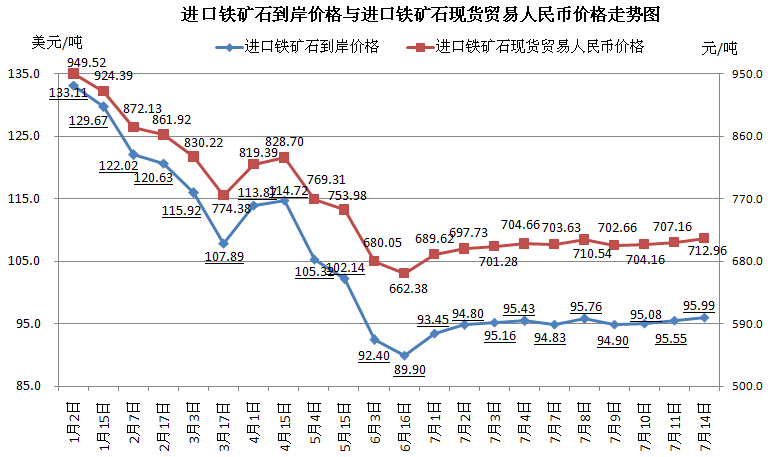 进口铁矿石到岸价格与进口铁矿石现货贸易人民币价格走势图
美元/吨
进口铁矿石到岸价格
进口铁矿石现货贸易人民币价格
元/吨
135.0
125.0
115.0
105.0
95.0
85.0
949.52
924.39
872.13
861.92
830.22
774.38
819.39
828.70
769.31
753.98
680.05
662.38
689.62
697.73
701.28
704.66
703.63
710.54
702.66
704.16
707.16
712.96
133.11
129.67
122.02
120.63
115.92
107.89
113.87
114.72
105.32
102.14
92.40
89.90
93.45
94.80
95.16
95.43
94.83
95.76
94.90
95.08
95.55
95.99
950.0
860.0
770.0
680.0
590.0
500.0
1月2日
1月15日
2月7日
2月17日
3月3日
3月17日
4月1日
4月15日
5月4日
5月15日
6月3日
6月16日
7月1日
7月2日
7月3日
7月4日
7月7日
7月8日
7月9日
7月10日
7月11日
7月14日